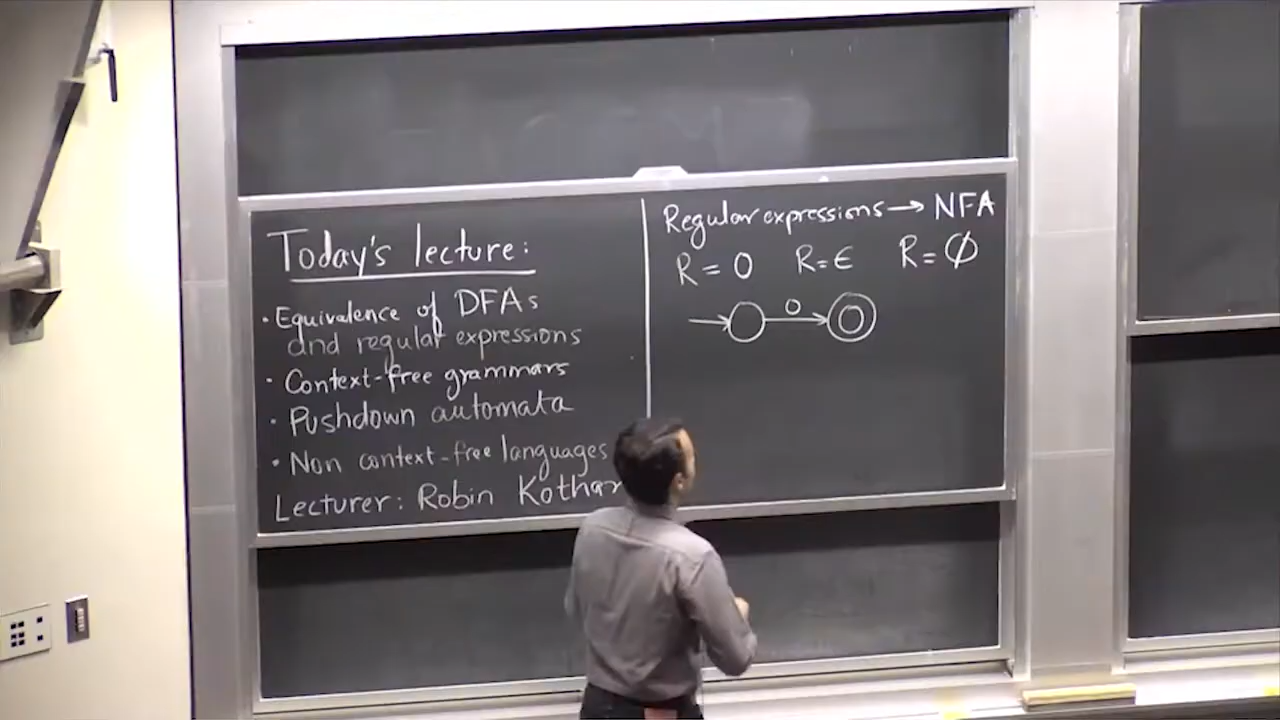 Today's lecture:
• Equivalence of DFAs
and regular expressions
• Context-free grammars
• Pushdown automata
• Non context-free languages
Lecturer: Robin Kothar
Regular expressions → NFA
R = 0 R = ε R = ∅
0